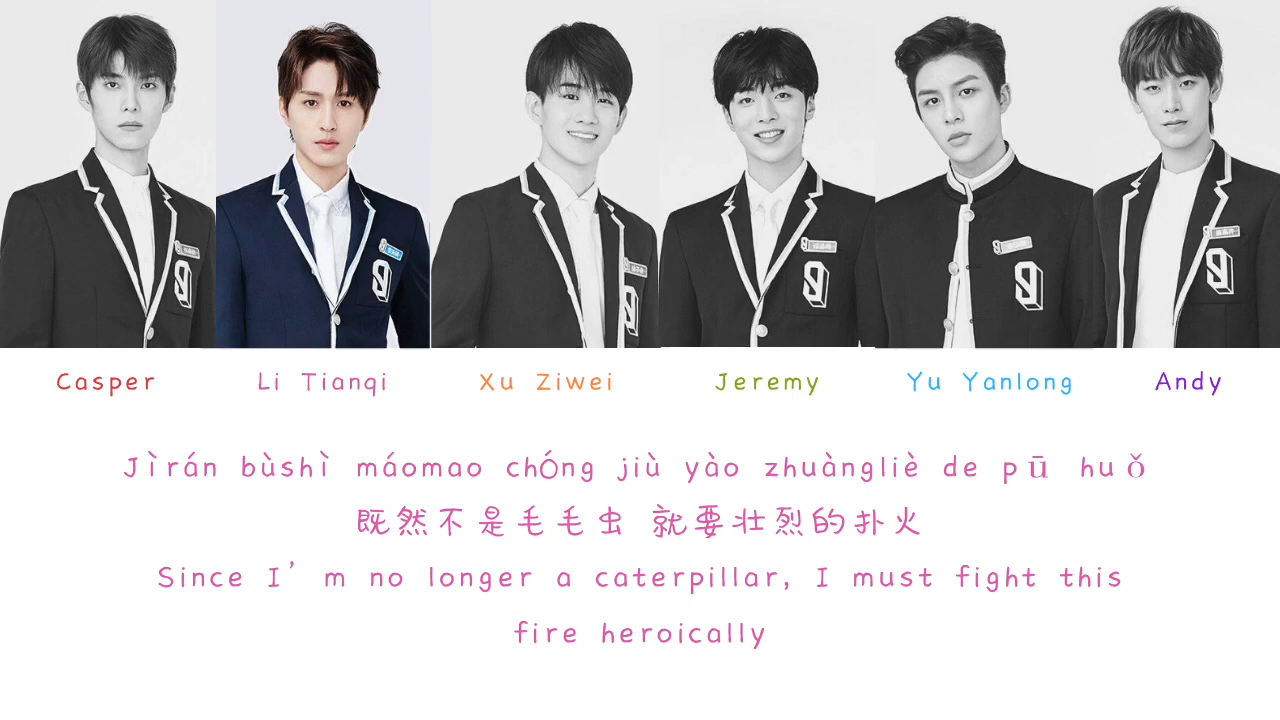 Casper Li Tianqi Xu Ziwei Jeremy Yu Yanlong Andy
Jìrán bùshì máomao chÓng jiù yào zhuàngliè de pū huǒ
既然不是毛毛虫 就要壮烈的扑火
Since I’m no longer a caterpillar, I must fight this
fire heroically